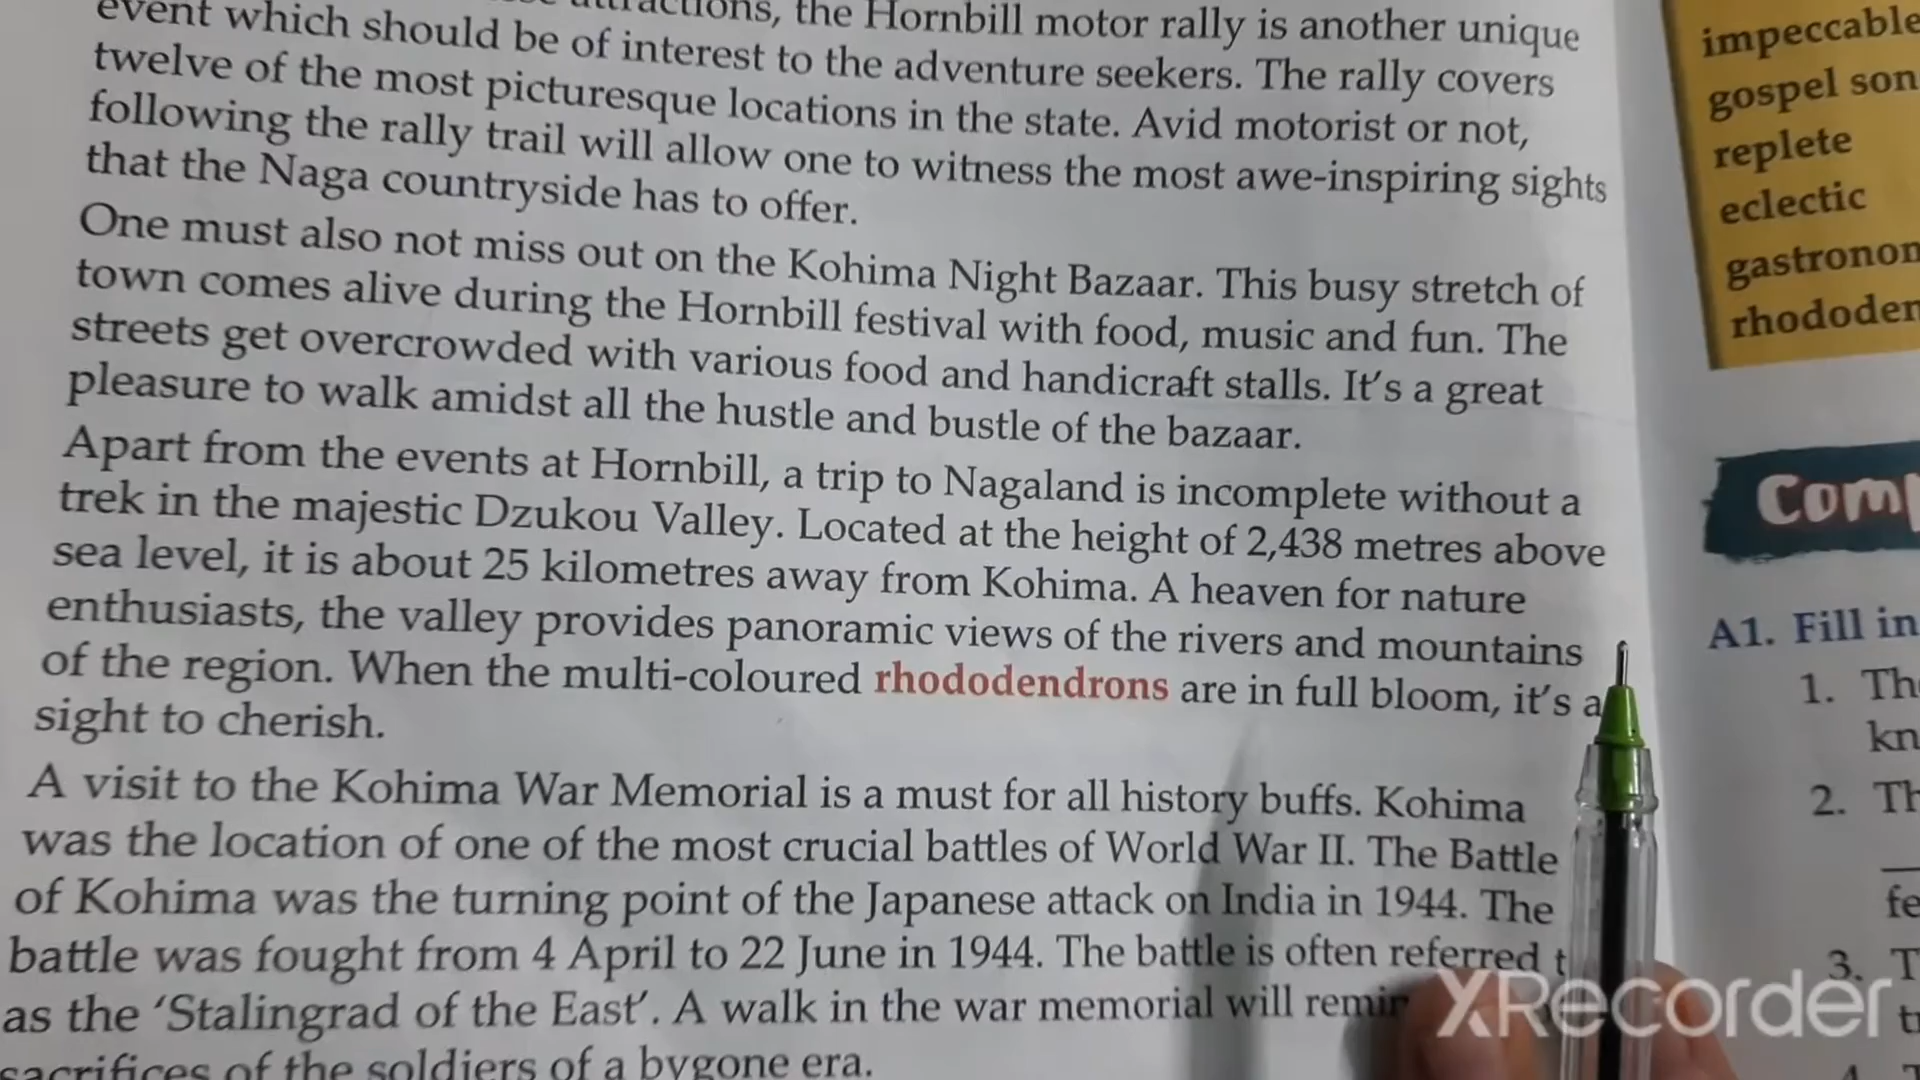 attractions, the Hornbill motor rally is another unique
event which should be of interest to the adventure seekers. The rally covers
twelve of the most picturesque locations in the state. Avid motorist or not,
following the rally trail will allow one to witness the most awe-inspiring sights
that the Naga countryside has to offer.
One must also not miss out on the Kohima Night Bazaar. This busy stretch of
town comes alive during the Hornbill festival with food, music and fun. The
streets get overcrowded with various food and handicraft stalls. It's a great
pleasure to walk amidst all the hustle and bustle of the bazaar.
Apart from the events at Hornbill, a trip to Nagaland is incomplete without a
trek in the majestic Dzukou Valley. Located at the height of 2,438 metres above
sea level, it is about 25 kilometres away from Kohima. A heaven for nature
enthusiasts, the valley provides panoramic views of the rivers and mountains
of the region. When the multi-coloured rhododendrons are in full bloom, it's a
sight to cherish.
A visit to the Kohima War Memorial is a must for all history buffs. Kohima
was the location of one of the most crucial battles of World War II. The Battle
of Kohima was the turning point of the Japanese attack on India in 1944. The
battle was fought from 4 April to 22 June in 1944. The battle is often referred
as the 'Stalingrad of the East'. A walk in the war memorial will
sacrifices of the soldiers of a bygone era.
impeccable
gospel
replete
eclectic
A1. Fill in
1.
2.
3.
XRecorder